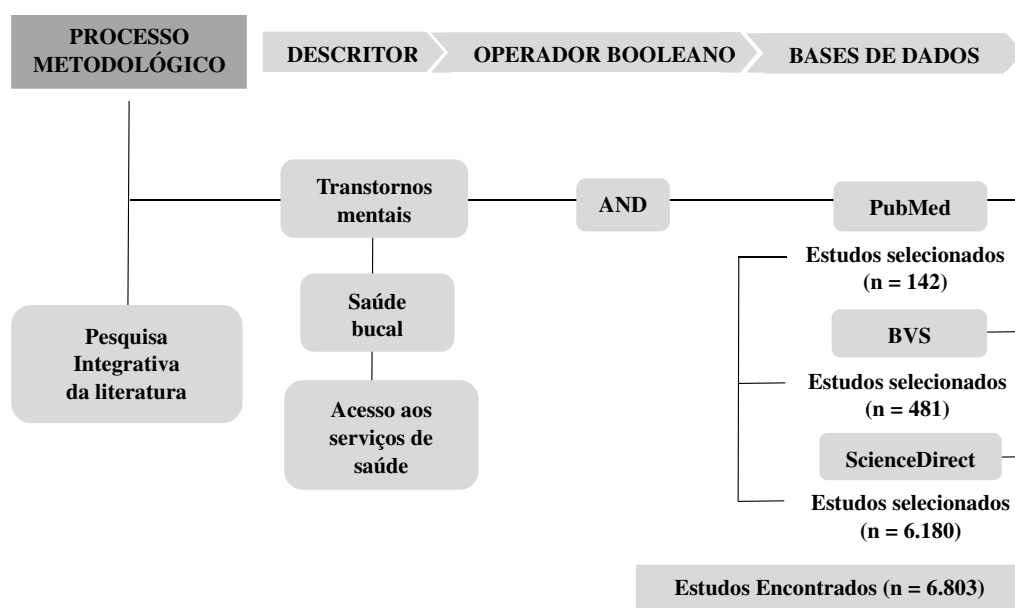 PROCESSO
METODOLÓGICO
DESCRITOR
OPERADOR BOOLEANO
BASES DE DADOS
Transtornos
mentais
AND
PubMed
Estudos selecionados
(n = 142)
Saúde
bucal
BVS
Pesquisa
Integrativa
da literatura
Estudos selecionados
(n = 481)
Acesso aos
serviços de
saúde
ScienceDirect
Estudos selecionados
(n = 6.180)
Estudos Encontrados (n = 6.803)